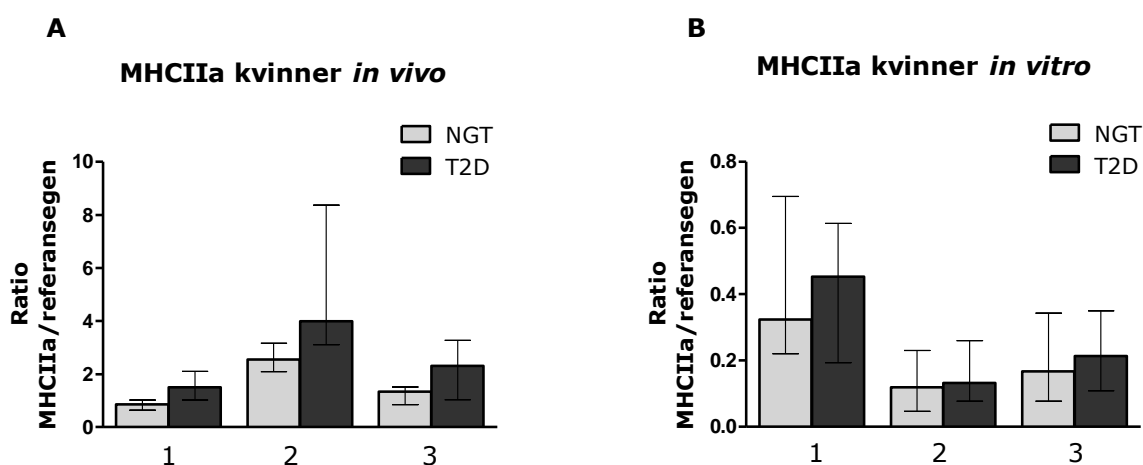 A
MHCIIa kvinner in vivo
NGT
T2D
Ratio
MHCIIa/referansegen
10
8
6
4
2
0
1 2 3
B
MHCIIa kvinner in vitro
NGT
T2D
Ratio
MHCIIa/referansegen
0.8
0.6
0.4
0.2
0.0
1 2 3